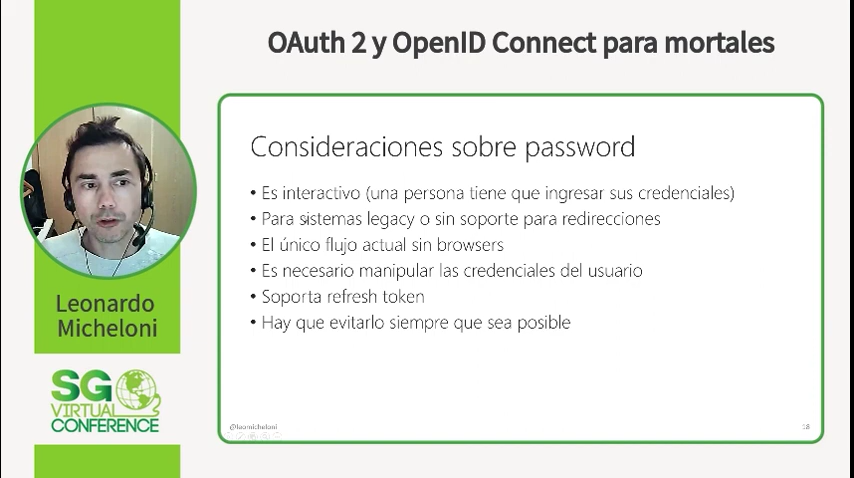 OAuth 2 y OpenID Connect para mortales
Consideraciones sobre password
• Es interactivo (una persona tiene que ingresar sus credenciales)
• Para sistemas legacy o sin soporte para redirecciones
• El único flujo actual sin browsers
• Es necesario manipular las credenciales del usuario
• Soporta refresh token
• Hay que evitarlo siempre que sea posible
@leomicheloni
18
Leonardo
Micheloni
SG
VIRTUAL
CONFERENCE